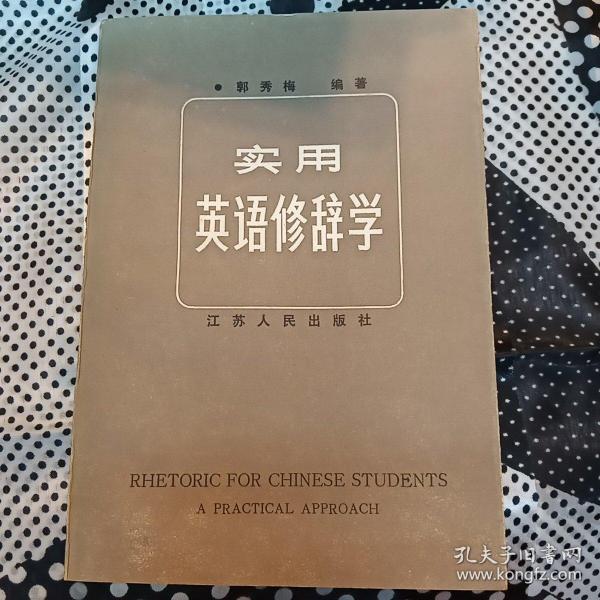 • 郭秀梅 编著
实用
英语修辞学
江苏人民出版社
RHETORIC FOR CHINESE STUDENTS
A PRACTICAL APPROACH
孔夫子旧书网
www.kongfz.com